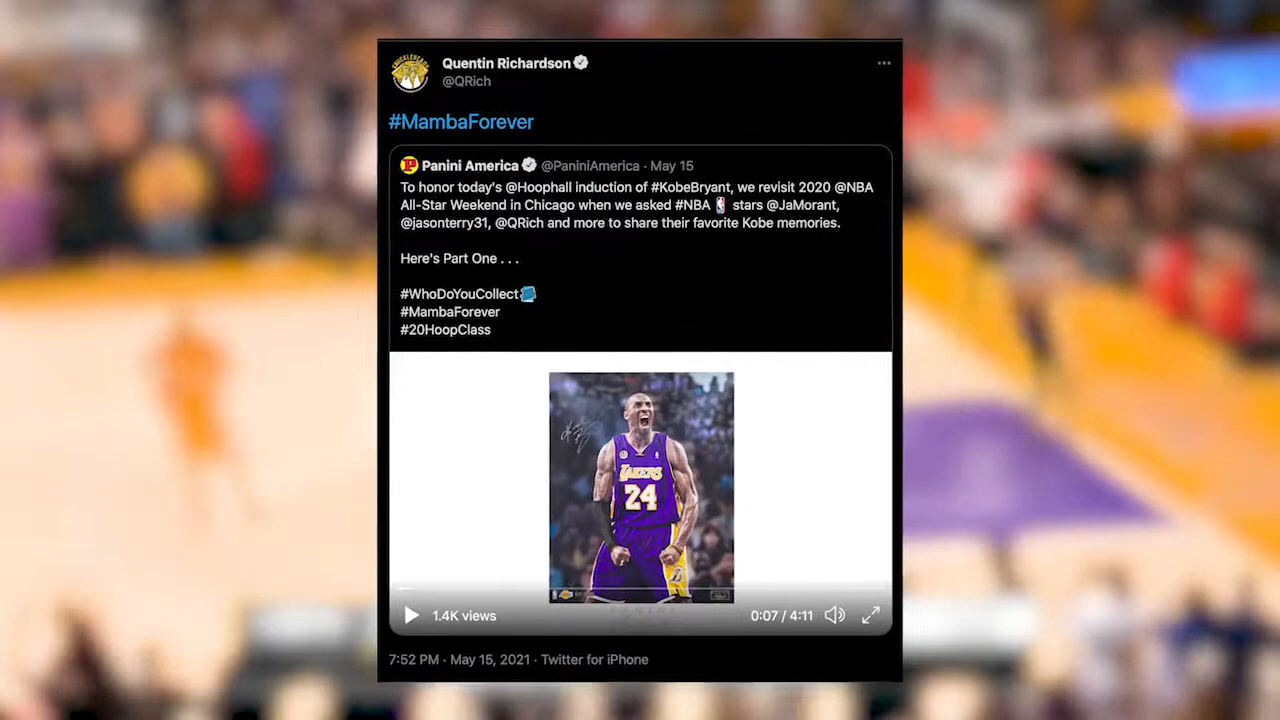 Quentin Richardson
@QRich
#MambaForever
Panini America @PaniniAmerica · May 15
To honor today's @Hoophall induction of #KobeBryant, we revisit 2020 @NBA
All-Star Weekend in Chicago when we asked #NBA stars @JaMorant,
@jasonterry31, @QRich and more to share their favorite Kobe memories.
Here's Part One . . .
#WhoDoYouCollect
#MambaForever
#20HoopClass
LAKERS
24
1.4K views
0:07 / 4:11
7:52 PM · May 15, 2021 · Twitter for iPhone